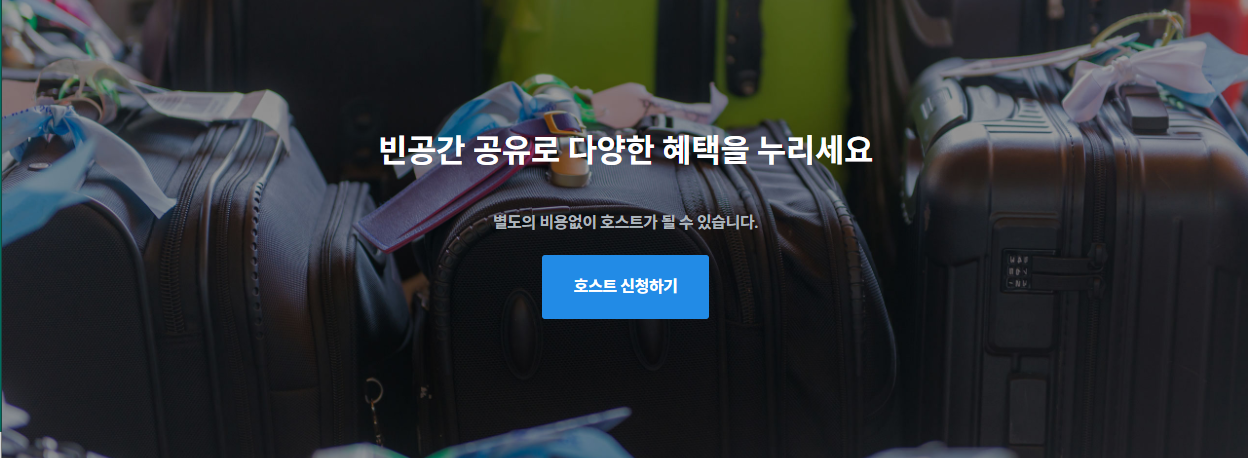 빈공간 공유로 다양한 혜택을 누리세요
별도의 비용없이 호스트가 될 수 있습니다.
호스트 신청하기